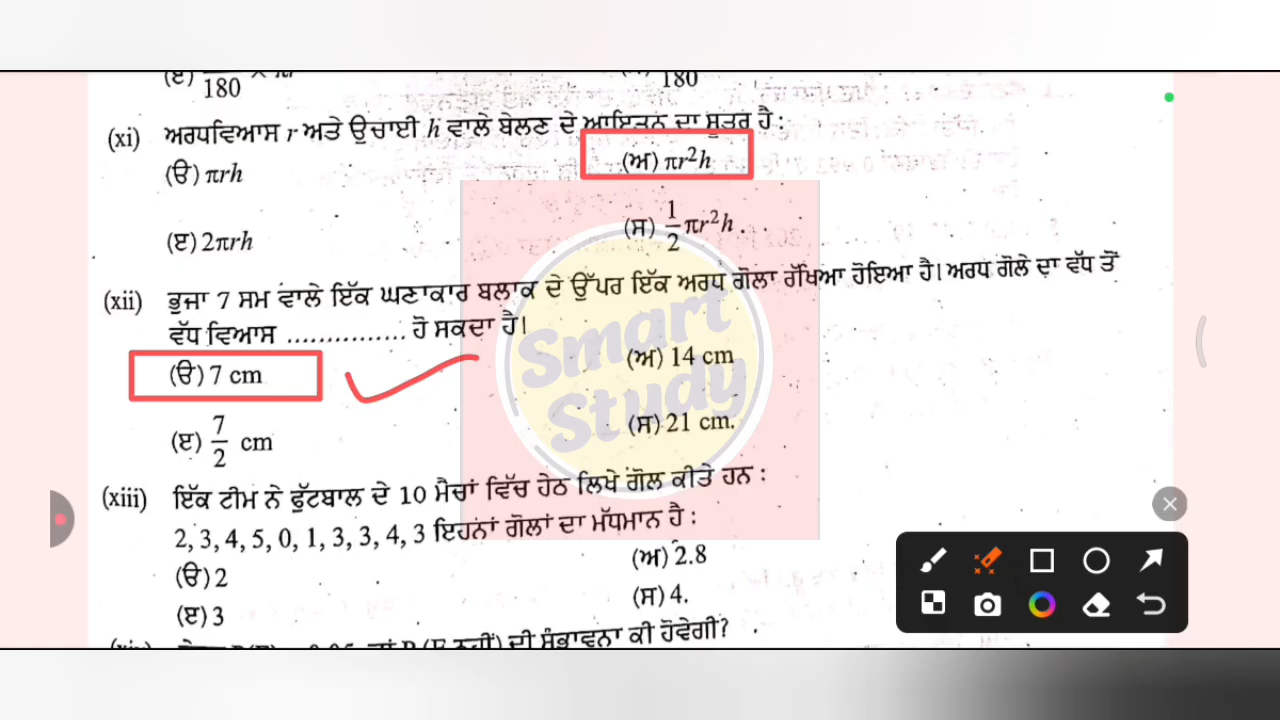 (ੲ) 180
180
(xi) ਅਰਧਵਿਆਸ r ਅਤੇ ਉਚਾਈ h ਵਾਲੇ ਬੇਲਣ ਦੇ ਆਇਤਨ ਦਾ ਸੂਤਰ ਹੈ :
(ੳ) πrh (ਅ) πr²h
(ੲ) 2πrh (ਸ) 1/2 πr²h .
(xii) ਭੁਜਾ 7 ਸਮ ਵਾਲੇ ਇੱਕ ਘਣਾਕਾਰ ਬਲਾਕ ਦੇ ਉੱਪਰ ਇੱਕ ਅਰਧ ਗੋਲਾ ਰੱਖਿਆ ਹੋਇਆ ਹੈ। ਅਰਧ ਗੋਲੇ ਦਾ ਵੱਧ ਤੋਂ
ਵੱਧ ਵਿਆਸ ............... ਹੋ ਸਕਦਾ ਹੈ।
(ੳ) 7 cm (ਅ) 14 cm
(ੲ) 7/2 cm (ਸ) 21 cm.
Smart
Study
(xiii) ਇੱਕ ਟੀਮ ਨੇ ਫੁੱਟਬਾਲ ਦੇ 10 ਮੈਚਾਂ ਵਿੱਚ ਹੇਠ ਲਿਖੇ ਗੋਲ ਕੀਤੇ ਹਨ :
2, 3, 4, 5, 0, 1, 3, 3, 4, 3 ਇਹਨਾਂ ਗੋਲਾਂ ਦਾ ਮੱਧਮਾਨ ਹੈ :
(ੳ) 2 (ਅ) 2.8
(ੲ) 3 (ਸ) 4.
ਦੀ ਸੰਭਾਵਨਾ ਕੀ ਹੋਵੇਗੀ?